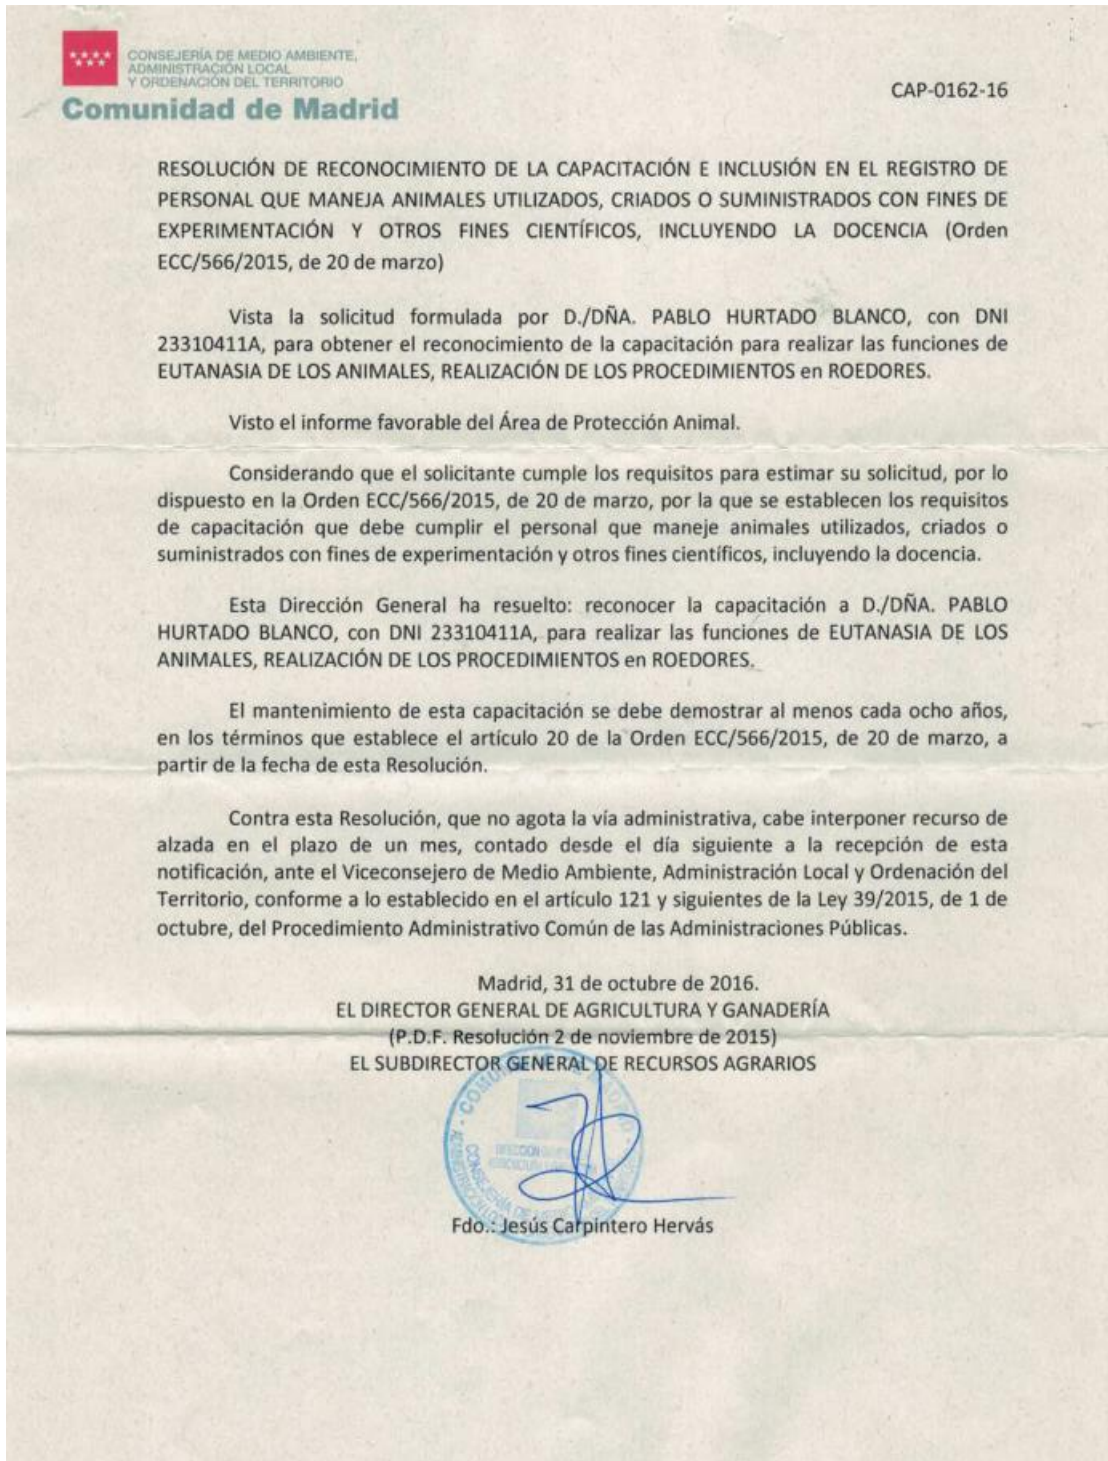 CONSEJERÍA DE MEDIO AMBIENTE,
ADMINISTRACIÓN LOCAL
Y ORDENACIÓN DEL TERRITORIO
Comunidad de Madrid
CAP-0162-16
RESOLUCIÓN DE RECONOCIMIENTO DE LA CAPACITACIÓN E INCLUSIÓN EN EL REGISTRO DE
PERSONAL QUE MANEJA ANIMALES UTILIZADOS, CRIADOS O SUMINISTRADOS CON FINES DE
EXPERIMENTACIÓN Y OTROS FINES CIENTÍFICOS, INCLUYENDO LA DOCENCIA (Orden
ECC/566/2015, de 20 de marzo)
Vista la solicitud formulada por D./DÑA. PABLO HURTADO BLANCO, con DNI
23310411A, para obtener el reconocimiento de la capacitación para realizar las funciones de
EUTANASIA DE LOS ANIMALES, REALIZACIÓN DE LOS PROCEDIMIENTOS en ROEDORES.
Visto el informe favorable del Área de Protección Animal.
Considerando que el solicitante cumple los requisitos para estimar su solicitud, por lo
dispuesto en la Orden ECC/566/2015, de 20 de marzo, por la que se establecen los requisitos
de capacitación que debe cumplir el personal que maneje animales utilizados, criados o
suministrados con fines de experimentación y otros fines científicos, incluyendo la docencia.
Esta Dirección General ha resuelto: reconocer la capacitación a D./DÑA. PABLO
HURTADO BLANCO, con DNI 23310411A, para realizar las funciones de EUTANASIA DE LOS
ANIMALES, REALIZACIÓN DE LOS PROCEDIMIENTOS en ROEDORES.
El mantenimiento de esta capacitación se debe demostrar al menos cada ocho años,
en los términos que establece el artículo 20 de la Orden ECC/566/2015, de 20 de marzo, a
partir de la fecha de esta Resolución.
Contra esta Resolución, que no agota la vía administrativa, cabe interponer recurso de
alzada en el plazo de un mes, contado desde el día siguiente a la recepción de esta
notificación, ante el Viceconsejero de Medio Ambiente, Administración Local y Ordenación del
Territorio, conforme a lo establecido en el artículo 121 y siguientes de la Ley 39/2015, de 1 de
octubre, del Procedimiento Administrativo Común de las Administraciones Públicas.
Madrid, 31 de octubre de 2016.
EL DIRECTOR GENERAL DE AGRICULTURA Y GANADERÍA
(P.D.F. Resolución 2 de noviembre de 2015)
EL SUBDIRECTOR GENERAL DE RECURSOS AGRARIOS
Fdo.: Jesús Carpintero Hervás